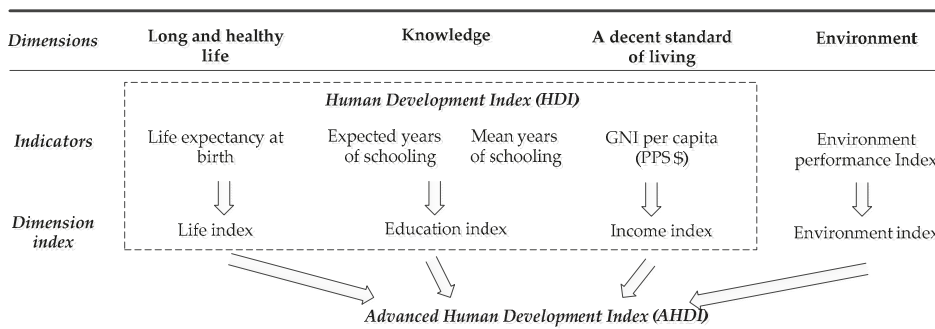 Dimensions
Long and healthy
life
Knowledge
A decent standard
of living
Environment
Human Development Index (HDI)
Indicators
Life expectancy at
birth
Expected years
of schooling
Mean years
of schooling
GNI per capita
(PPS $)
Environment
performance Index
Dimension
index
Life index
Education index
Income index
Environment index
Advanced Human Development Index (AHDI)